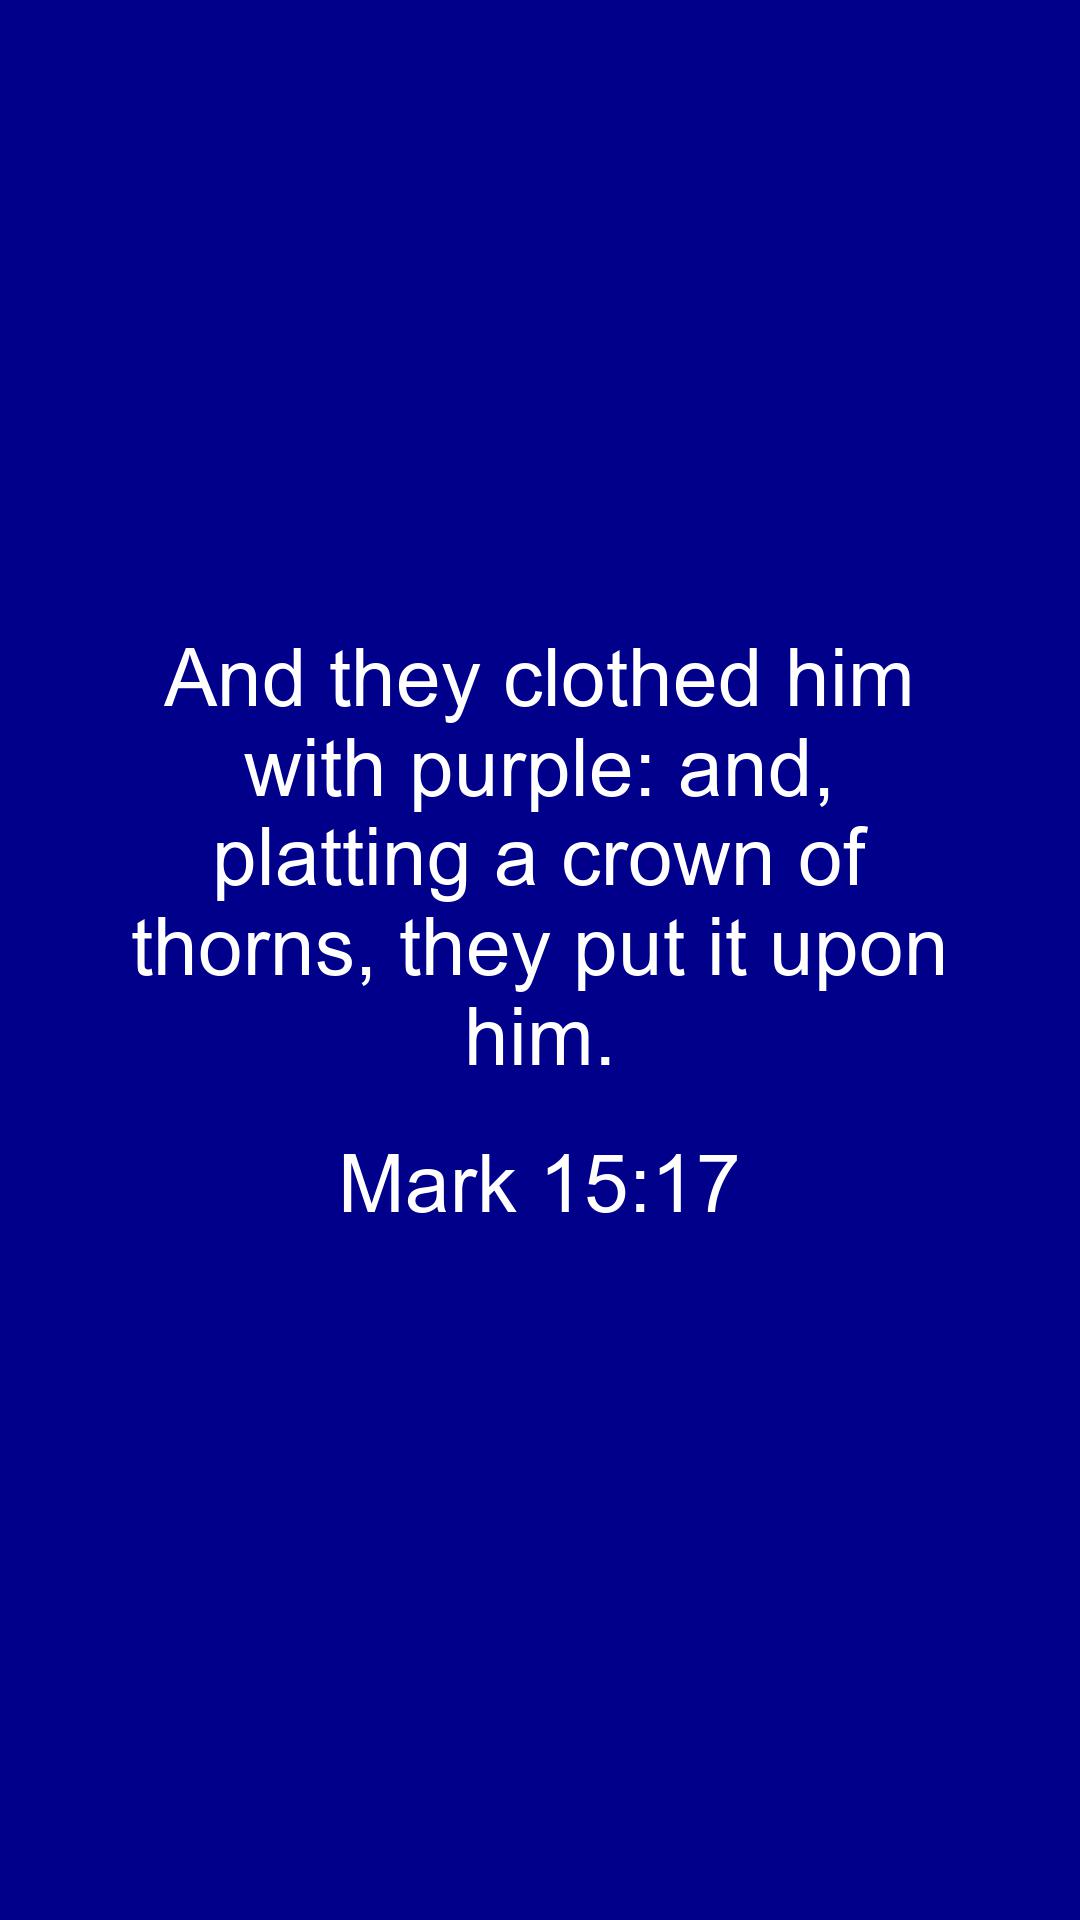 And they clothed him
with purple: and,
platting a crown of
thorns, they put it upon
him.
Mark 15:17